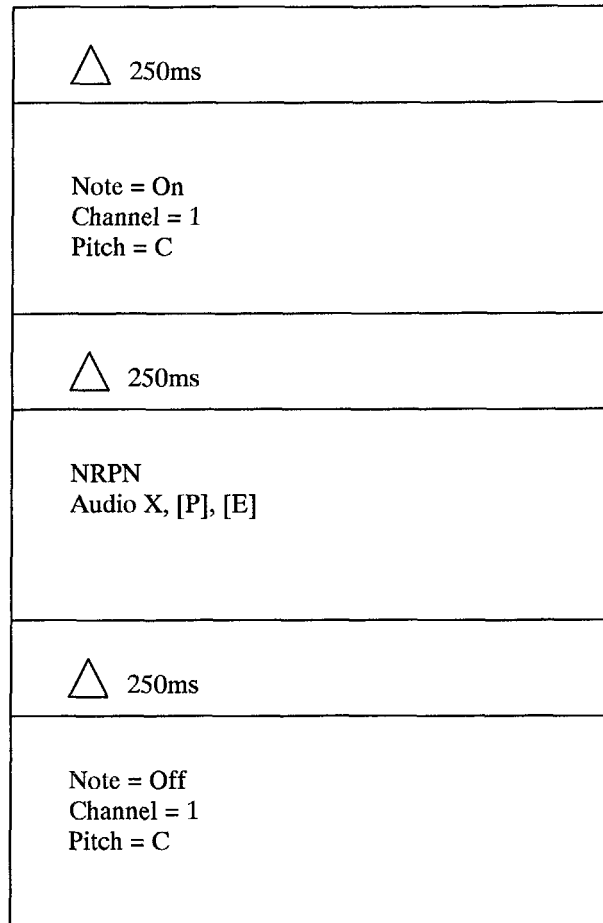 △ 250ms
Note = On
Channel = 1
Pitch = C
△ 250ms
NRPN
Audio X, [P], [E]
△ 250ms
Note = Off
Channel = 1
Pitch = C